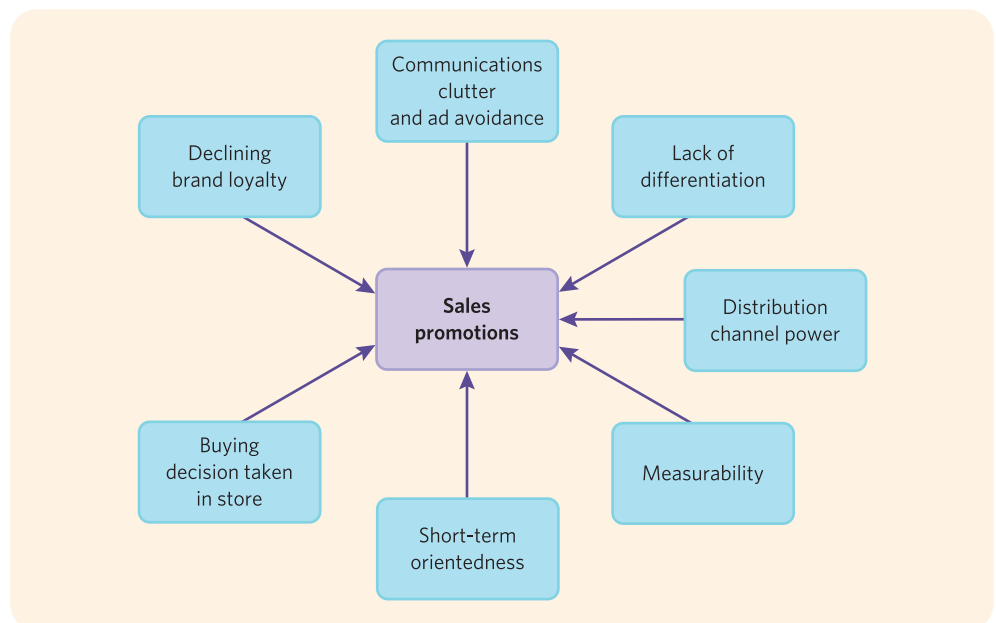 Communications
clutter
and ad avoidance
Declining
brand loyalty
Lack of
differentiation
Sales
promotions
Distribution
channel power
Buying
decision taken
in store
Measurability
Short-term
orientedness